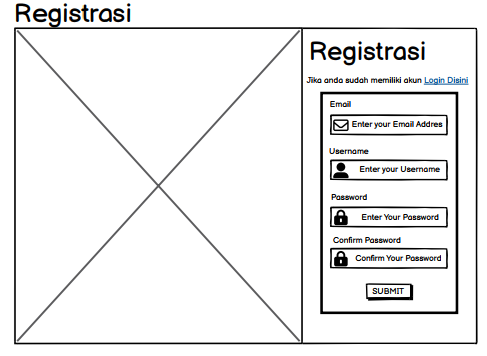 Registrasi
Registrasi
Jika anda sudah memiliki akun Login Disini
Email
Enter your Email Addres
Username
Enter your Username
Password
Enter Your Password
Confirm Password
Confirm Your Password
SUBMIT